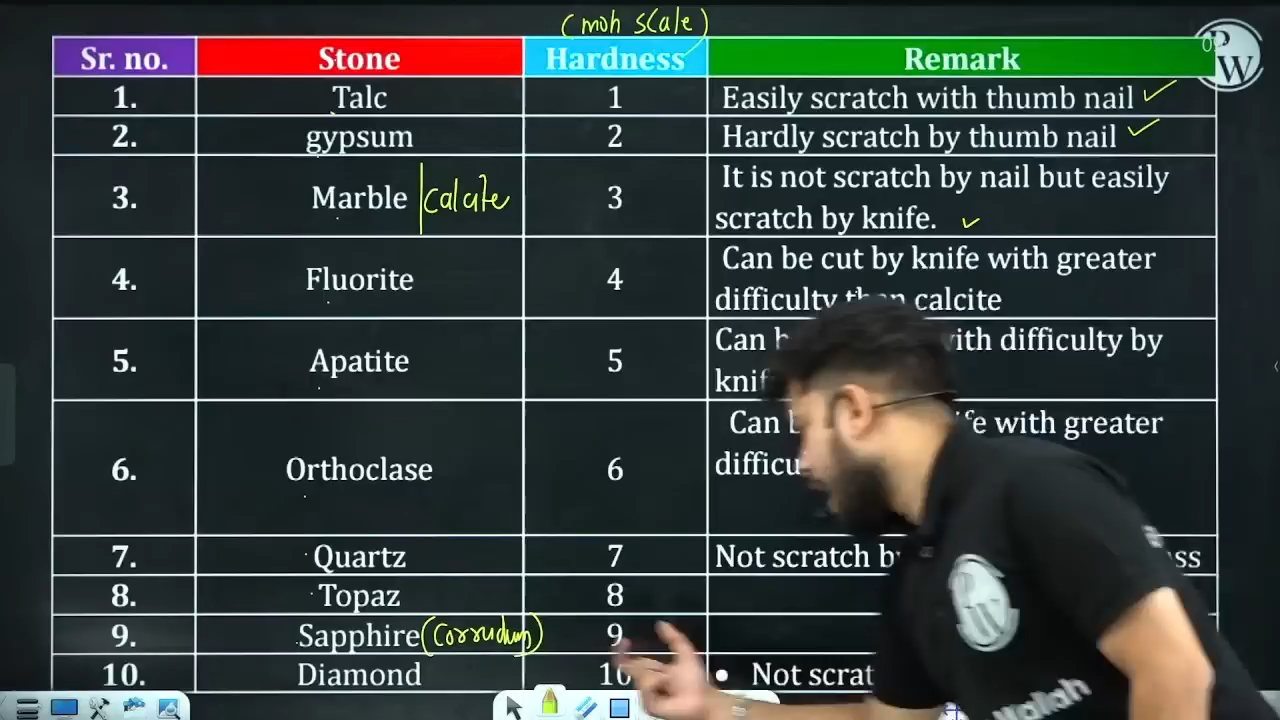 (moh scale)
Sr. no. Stone Hardness Remark
1. Talc 1 Easily scratch with thumb nail
2. gypsum 2 Hardly scratch by thumb nail
3. Marble | calcite 3 It is not scratch by nail but easily
scratch by knife.
4. Fluorite 4 Can be cut by knife with greater
difficulty than calcite
5. Apatite 5 Can with difficulty by
6. Orthoclase 6 Can with greater
7. Quartz 7 Not scratch
8. Topaz 8
9. Sapphire (Corrudum) 9
10. Diamond 10 • Not
PW
PW